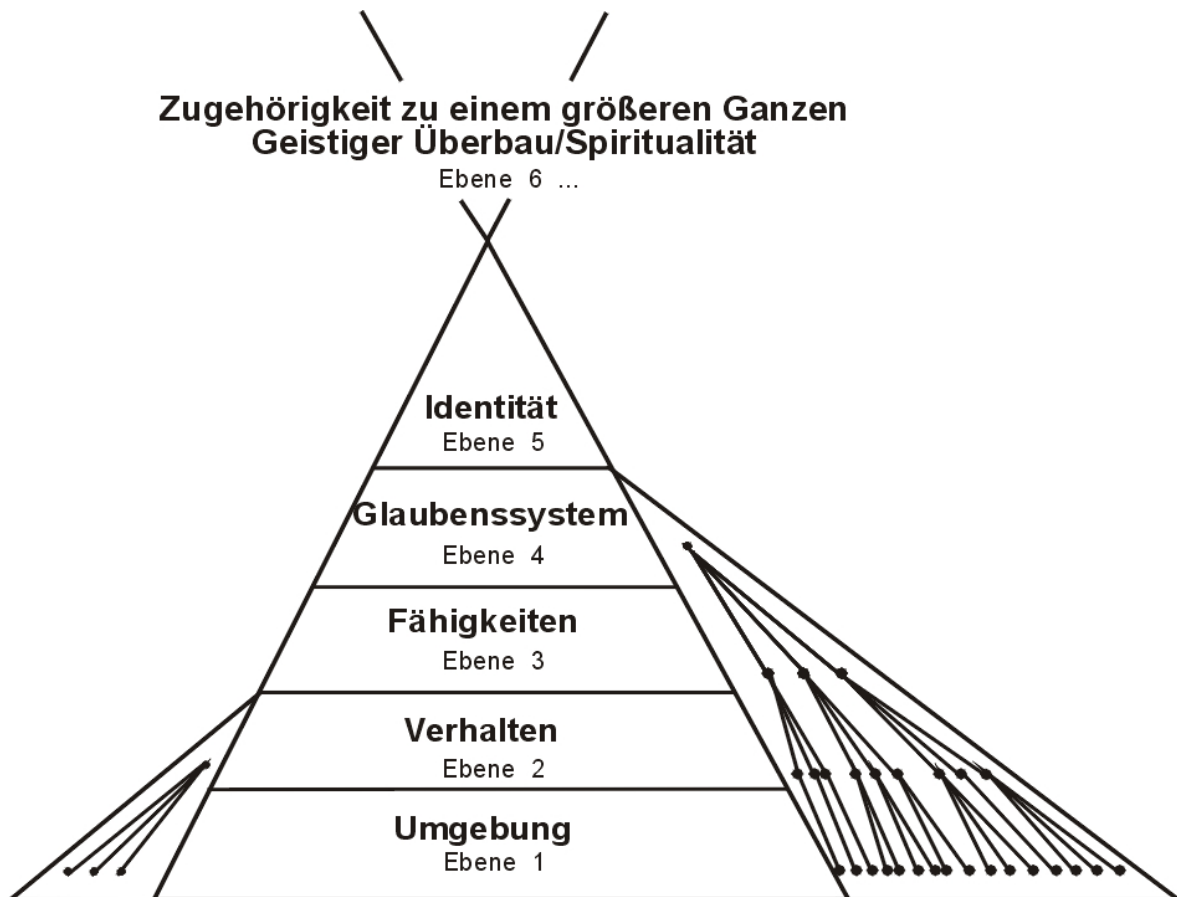 Zugehörigkeit zu einem größeren Ganzen
Geistiger Überbau/Spiritualität
Ebene 6 ...
Identität
Ebene 5
Glaubenssystem
Ebene 4
Fähigkeiten
Ebene 3
Verhalten
Ebene 2
Umgebung
Ebene 1